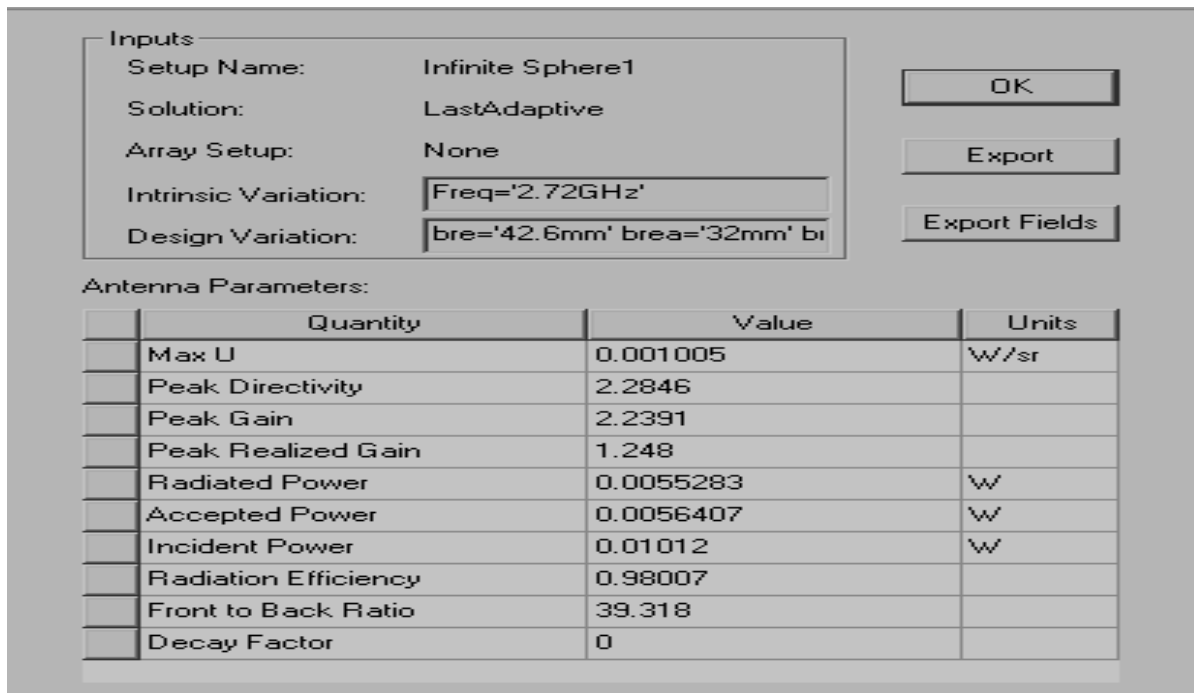 Inputs
Setup Name: Infinite Sphere1
OK
Solution: LastAdaptive
Array Setup: None
Export
Intrinsic Variation: Freq='2.72GHz'
Design Variation: bre='42.6mm' brea='32mm'
Export Fields
Antenna Parameters:
Quantity Value Units
Max U 0.001005 W/sr
Peak Directivity 2.2846
Peak Gain 2.2391
Peak Realized Gain 1.248
Radiated Power 0.0055283 W
Accepted Power 0.0056407 W
Incident Power 0.01012 W
Radiation Efficiency 0.98007
Front to Back Ratio 39.318
Decay Factor 0